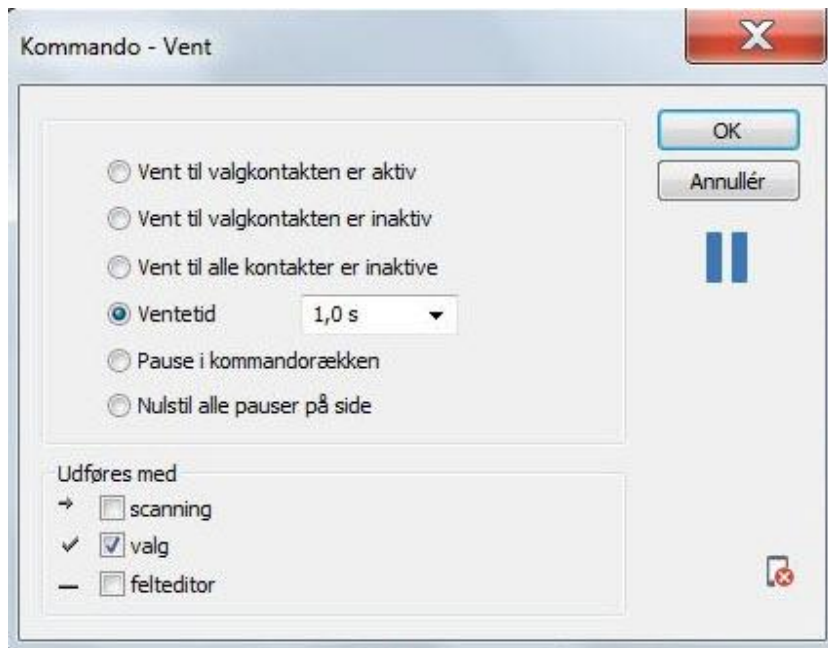 Kommando - Vent
OK
Annullér
Vent til valgkontakten er aktiv
Vent til valgkontakten er inaktiv
Vent til alle kontakter er inaktive
Ventetid 1,0 s
Pause i kommandorækken
Nulstil alle pauser på side
Udføres med
scanning
valg
felteditor